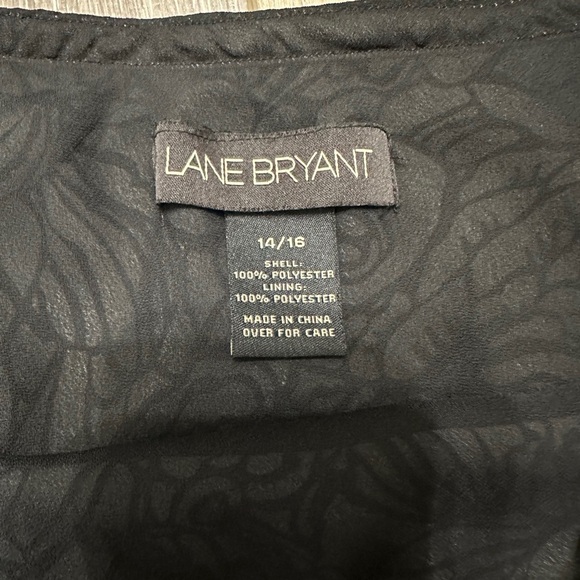 LANE BRYANT
14/16
SHELL:
100% POLYESTER
LINING:
100% POLYESTER
MADE IN CHINA
OVER FOR CARE